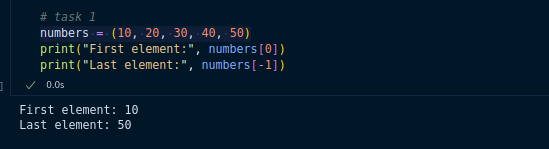 # task 1
numbers = (10, 20, 30, 40, 50)
print("First element:", numbers[0])
print("Last element:", numbers[-1])
]
✓ 0.0s
First element: 10
Last element: 50